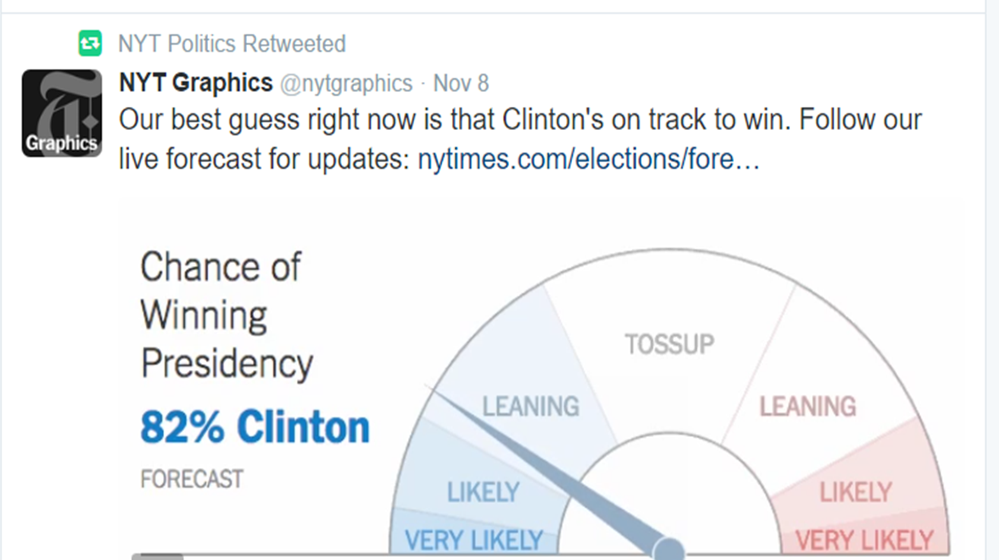 NYT Politics Retweeted
NYT Graphics @nytgraphics · Nov 8
Our best guess right now is that Clinton's on track to win. Follow our
live forecast for updates: nytimes.com/elections/fore…
T
Graphics
Chance of
Winning
Presidency
82% Clinton
FORECAST
TOSSUP
LEANING
LEANING
LIKELY
LIKELY
VERY LIKELY
VERY LIKELY